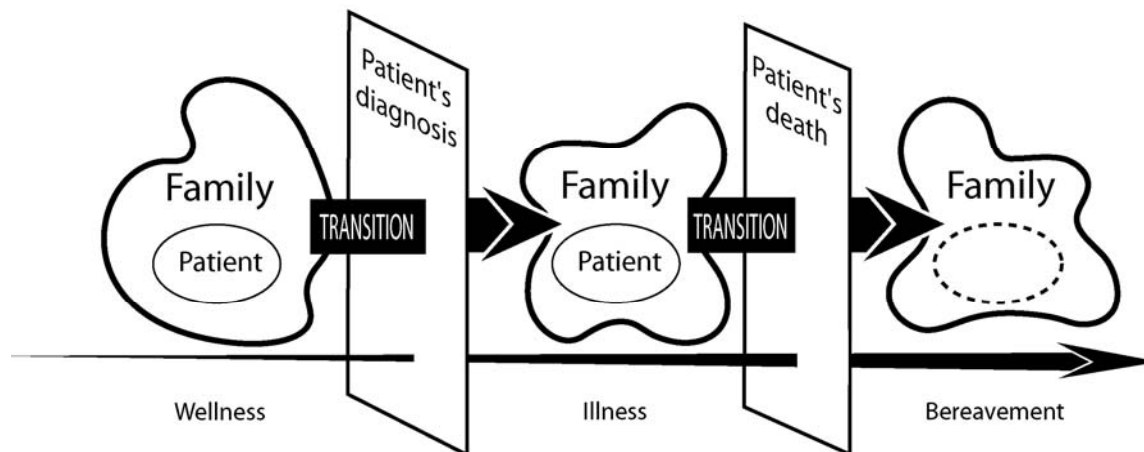 Patient's
diagnosis
Patient's
death
Family
Family
Family
TRANSITION
TRANSITION
Patient
Patient
Wellness
Illness
Bereavement